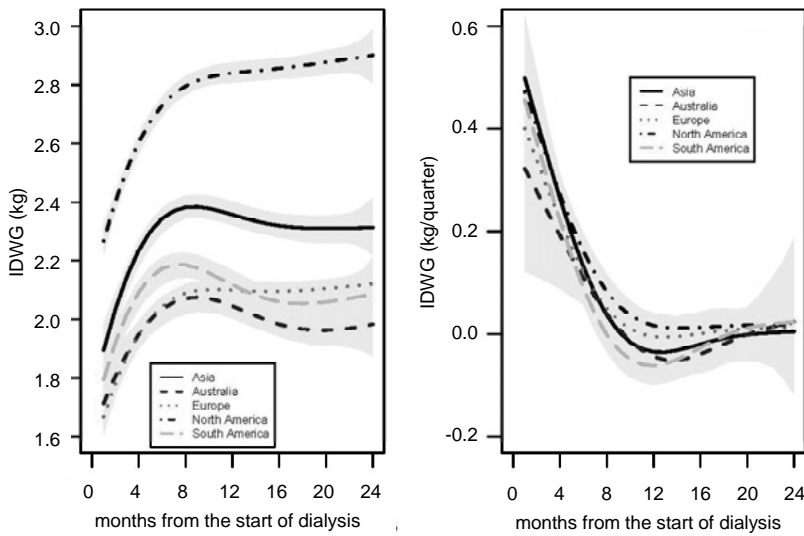 3.0
2.8
2.6
2.4
2.2
2.0
1.8
1.6
IDWG (kg)
Asia
Australia
Europe
North America
South America
0 4 8 12 16 20 24
months from the start of dialysis
0.6
0.4
0.2
0.0
-0.2
IDWG (kg/quarter)
Asia
Australia
Europe
North America
South America
0 4 8 12 16 20 24
months from the start of dialysis